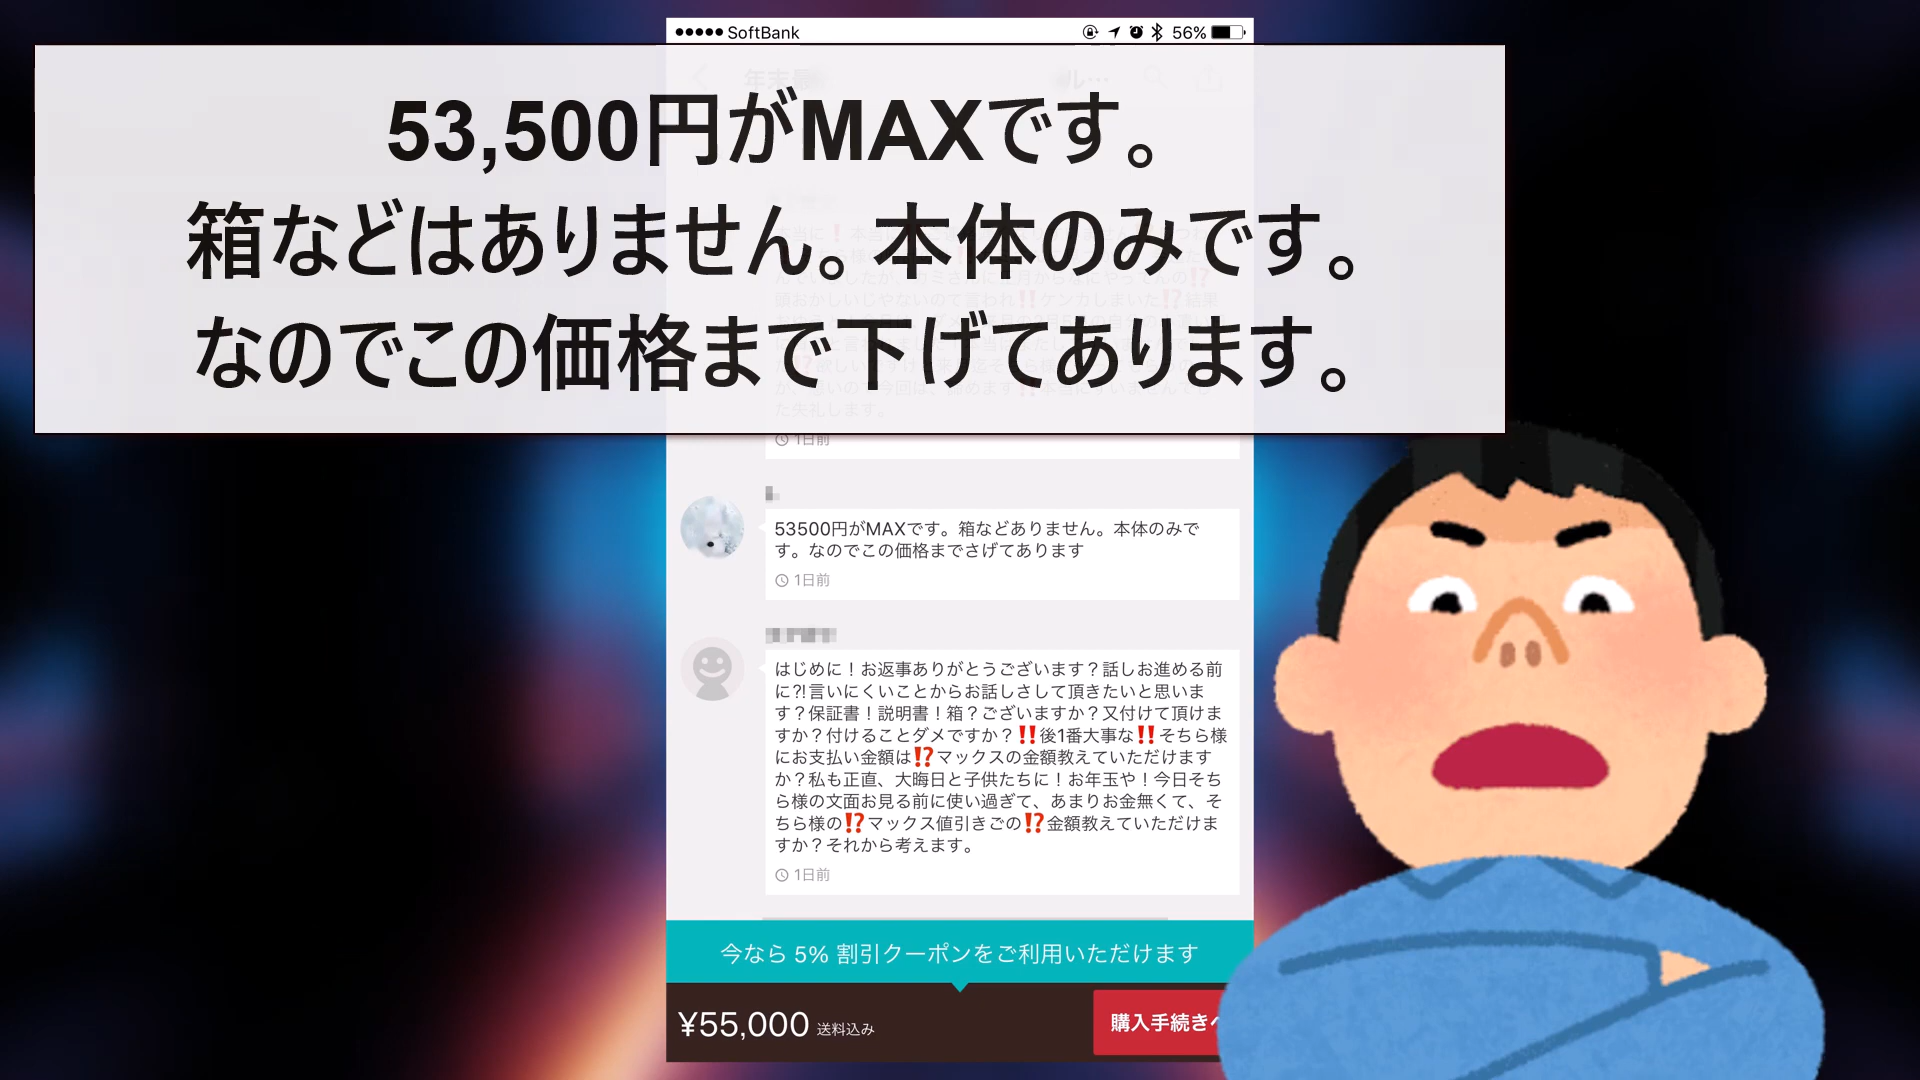 SoftBank
56%
53,500円がMAXです。
箱などはありません。本体のみです。
なのでこの価格まで下げてあります。
た失礼します。
1日前
53500円がMAXです。箱などありません。本体のみで
す。なのでこの価格までさげてあります
1日前
はじめに！お返事ありがとうございます？話しお進める前
に?!言いにくいことからお話しさして頂きたいと思いま
す？保証書！説明書！箱？ございますか？又付けて頂けま
すか？付けることダメですか？‼️後1番大事な‼️そちら様
にお支払い金額は⁉️マックスの金額教えていただけます
か？私も正直、大晦日と子供たちに！お年玉や！今日そち
ら様の文面お見る前に使い過ぎて、あまりお金無くて、そ
ちら様の⁉️マックス値引きごの⁉️金額教えていただけま
すか？それから考えます。
1日前
今なら 5% 割引クーポンをご利用いただけます
¥55,000 送料込み
購入手続きへ